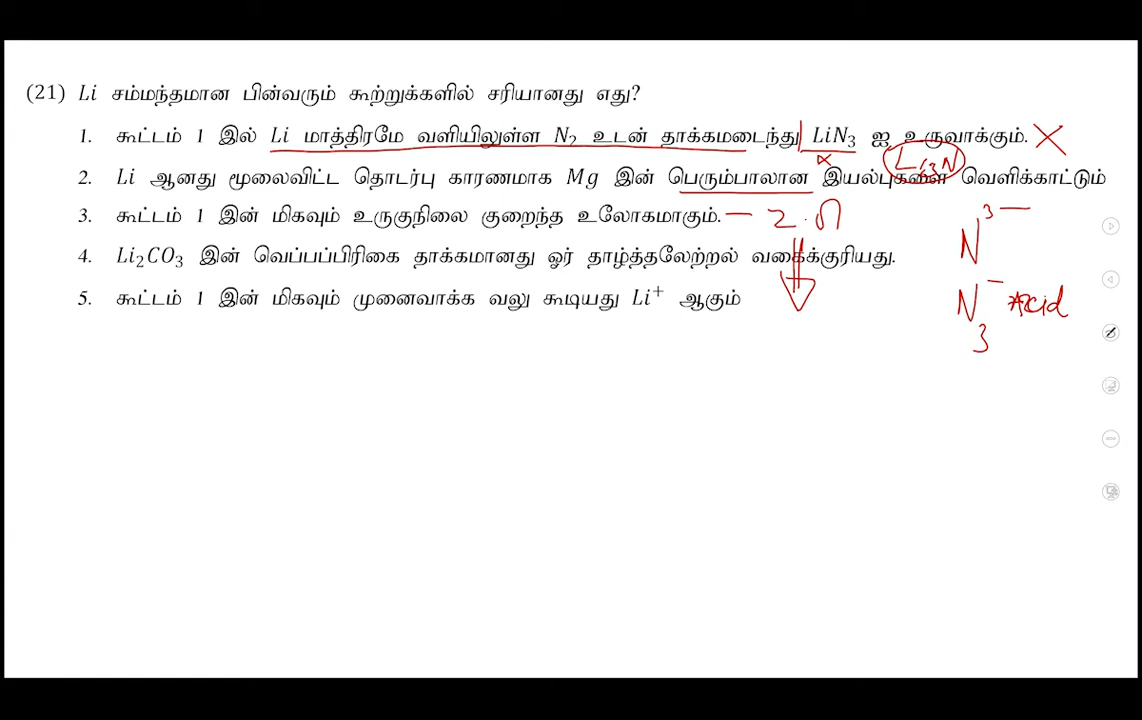 (21) Li சம்மந்தமான பின்வரும் கூற்றுக்களில் சரியானது எது?
1. கூட்டம் 1 இல் Li மாத்திரமே வளியிலுள்ள N₂ உடன் தாக்கமடைந்து LiN₃ ஐ உருவாக்கும்.
Li3N
2. Li ஆனது மூலைவிட்ட தொடர்பு காரணமாக Mg இன் பெரும்பாலான இயல்புகளை வெளிக்காட்டும்
3. கூட்டம் 1 இன் மிகவும் உருகுநிலை குறைந்த உலோகமாகும். -
N³⁻
4. Li₂CO₃ இன் வெப்பப்பிரிகை தாக்கமானது ஓர் தாழ்த்தலேற்றல் வகைக்குரியது.
5. கூட்டம் 1 இன் மிகவும் முனைவாக்க வலு கூடியது Li⁺ ஆகும்
N₃⁻ Acid